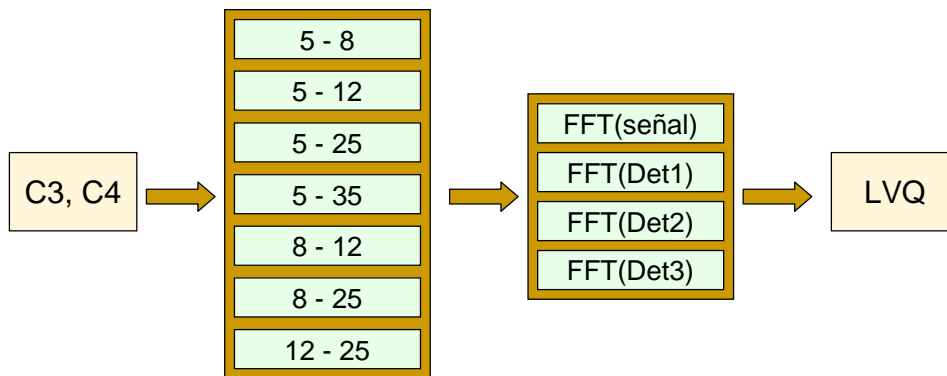 C3, C4
5 - 8
5 - 12
5 - 25
5 - 35
8 - 12
8 - 25
12 - 25
FFT(señal)
FFT(Det1)
FFT(Det2)
FFT(Det3)
LVQ